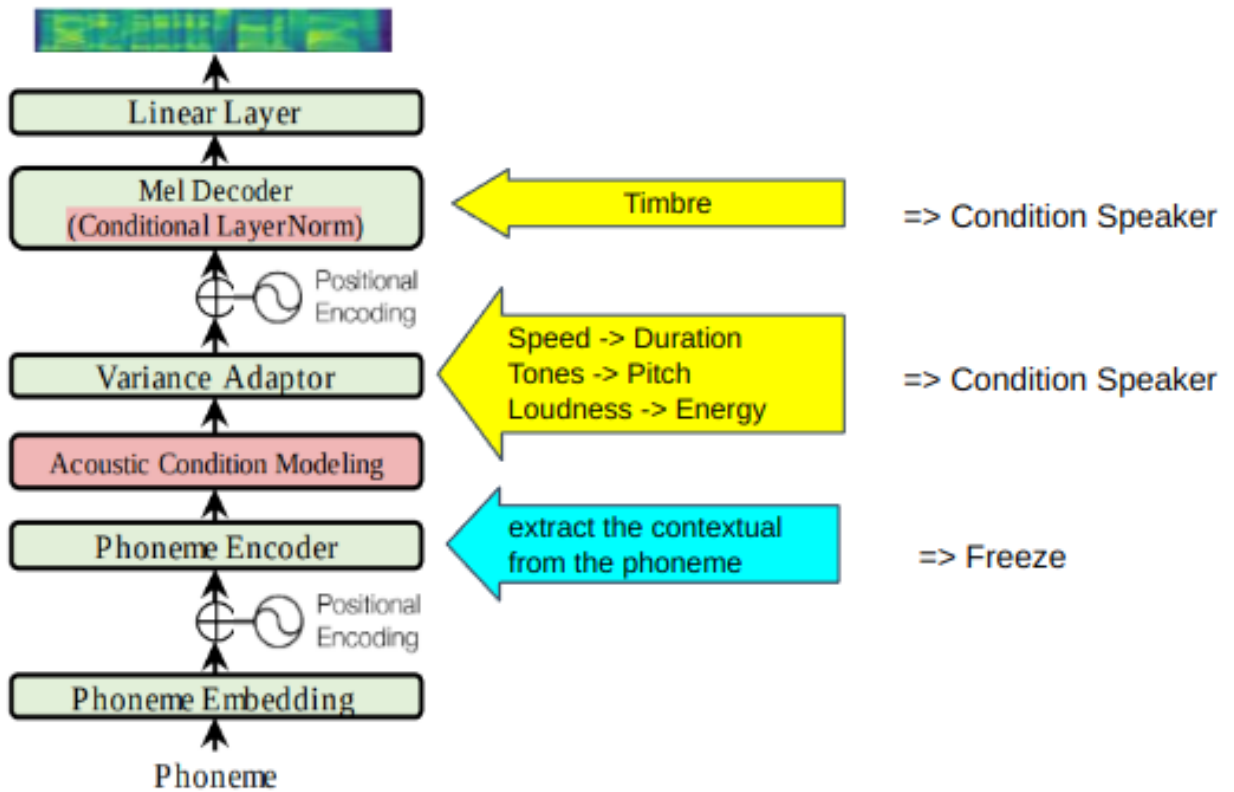 Linear Layer
Mel Decoder
(Conditional LayerNorm)
Timbre
=> Condition Speaker
Positional
Encoding
Variance Adaptor
Speed -> Duration
Tones -> Pitch
Loudness -> Energy
=> Condition Speaker
Acoustic Condition Modeling
Phoneme Encoder
extract the contextual
from the phoneme
=> Freeze
Positional
Encoding
Phoneme Embedding
Phoneme